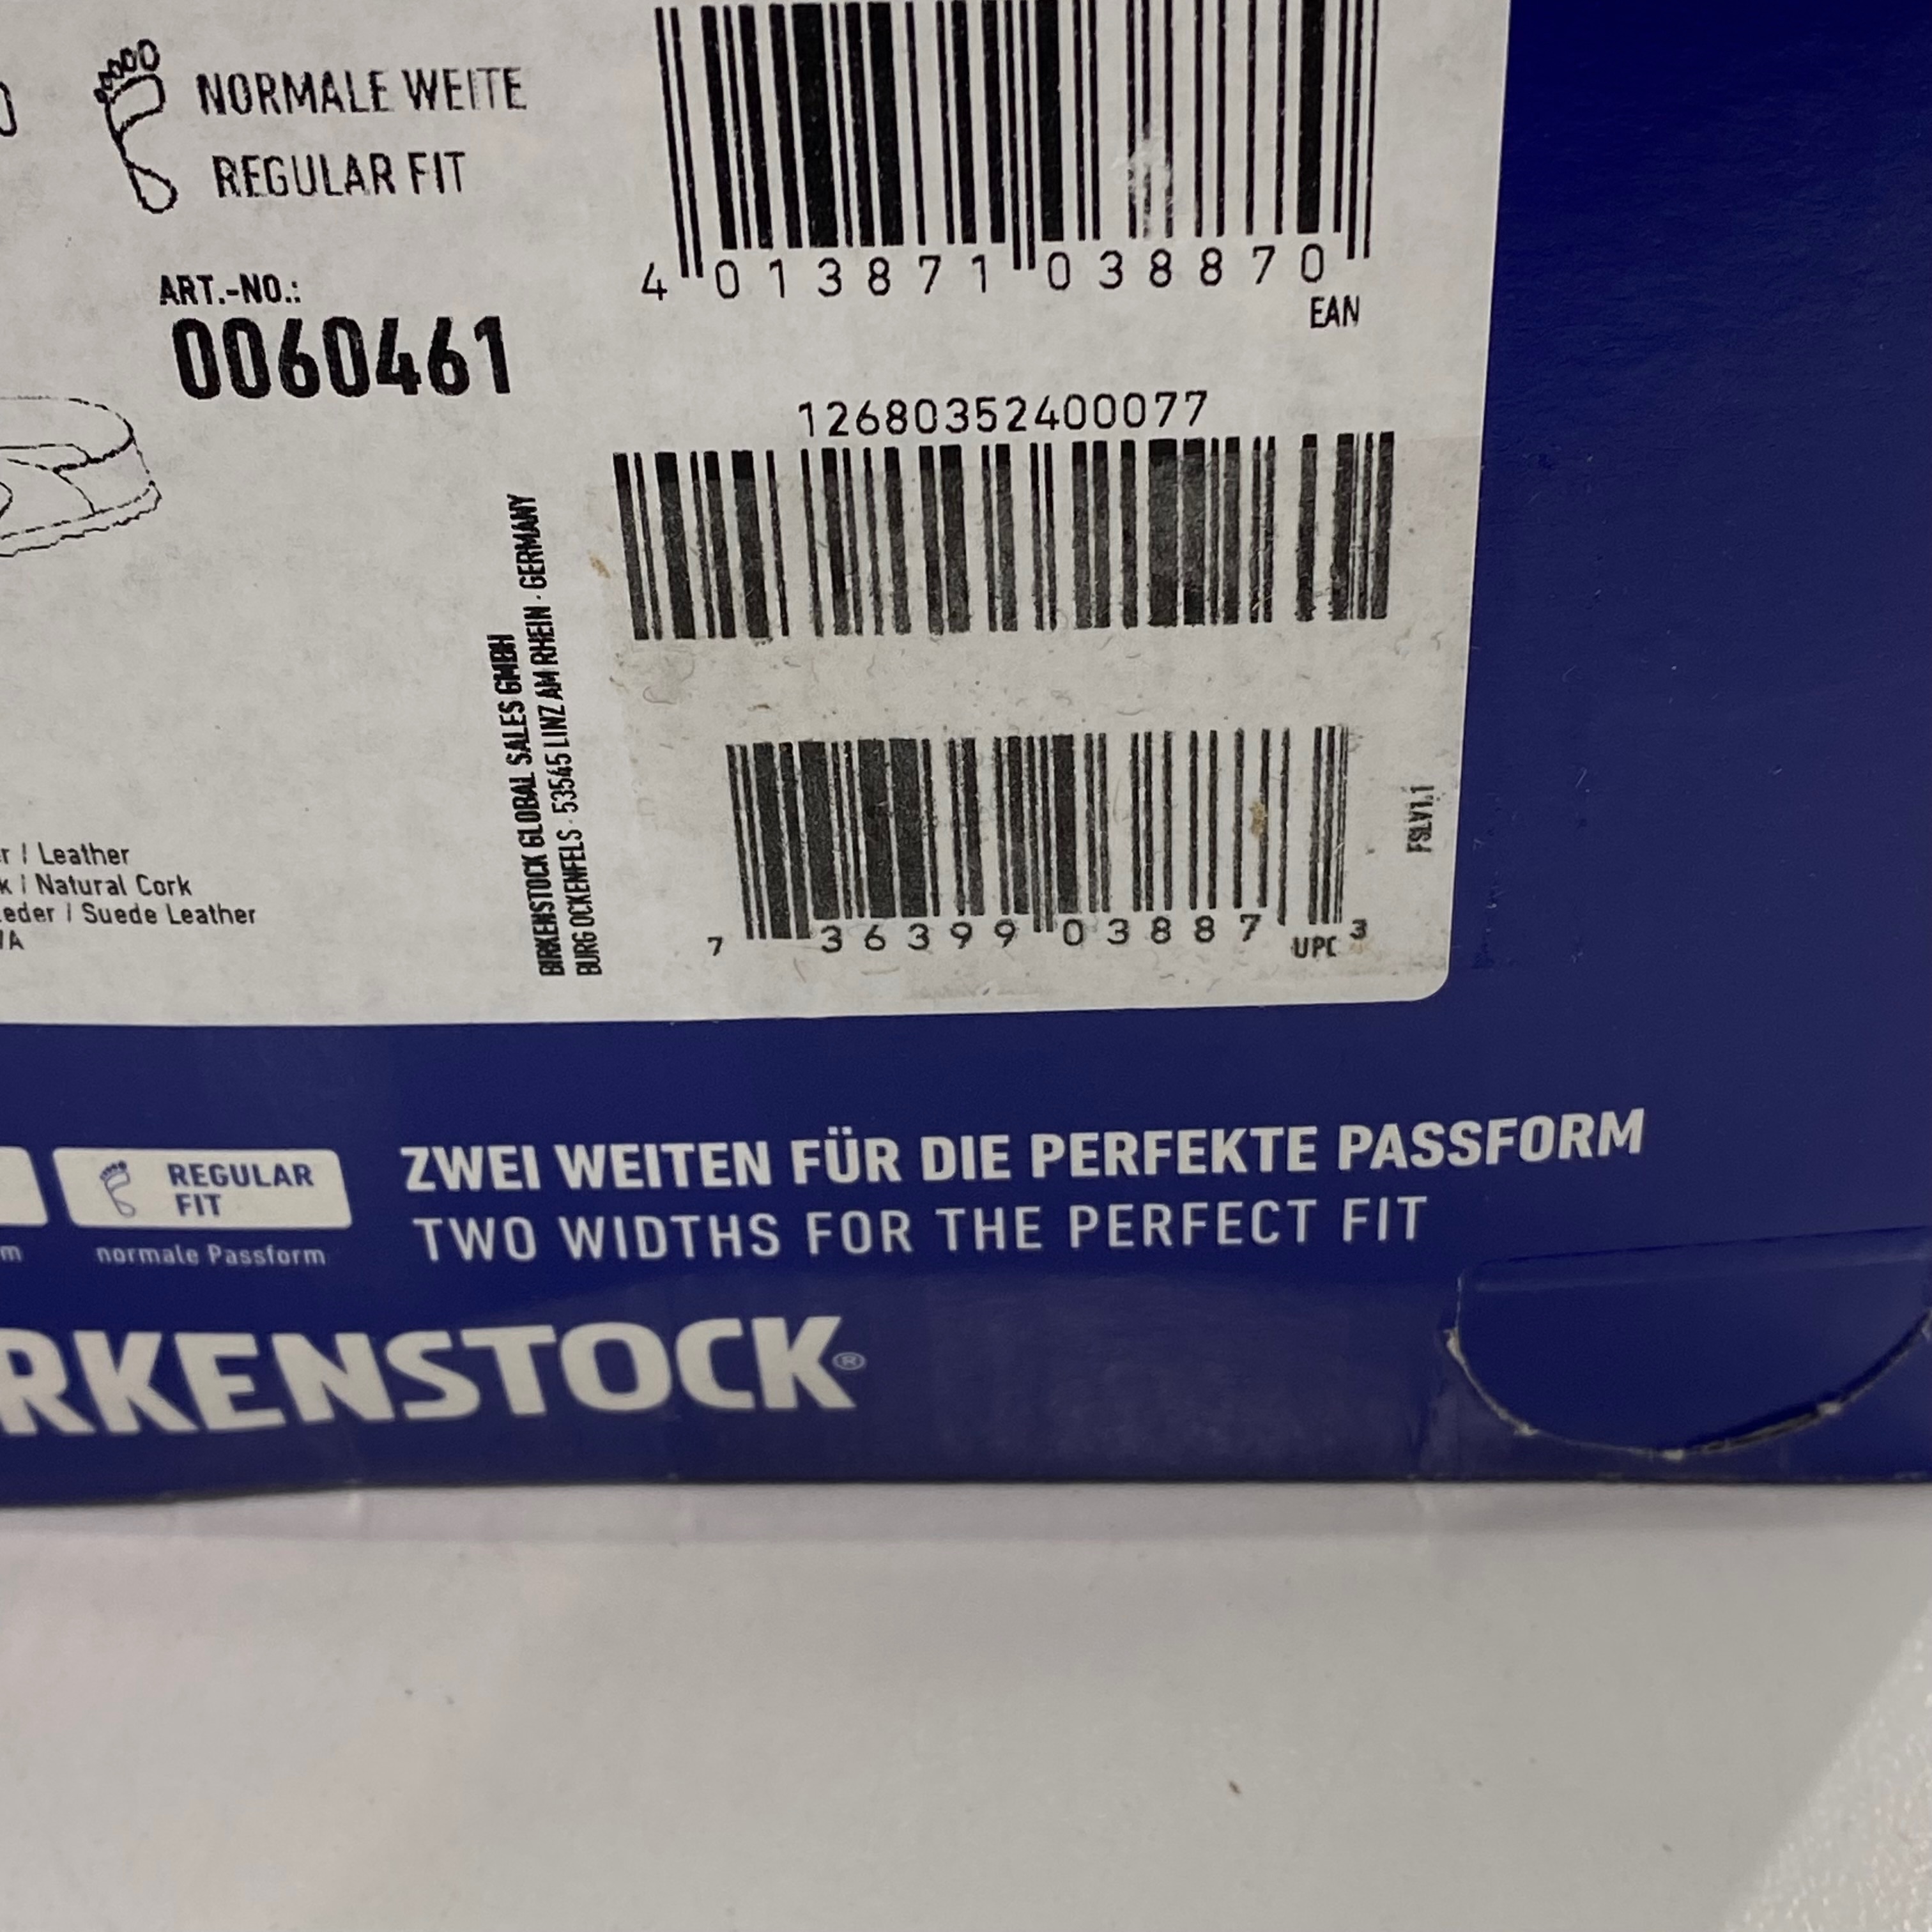 NORMALE WEITE
REGULAR FIT
ART.-NO.:
0060461
4 013871 038870
EAN
12680352400077
BIRKENSTOCK GLOBAL SALES GMBH
BURG OCKENFELS · 53545 LINZ AM RHEIN · GERMANY
r / Leather
k / Natural Cork
Leder / Suede Leather
/A
7 36399 03887 3
UPC
FSLV1.1
REGULAR
FIT
normale Passform
m
ZWEI WEITEN FÜR DIE PERFEKTE PASSFORM
TWO WIDTHS FOR THE PERFECT FIT
RKENSTOCK®